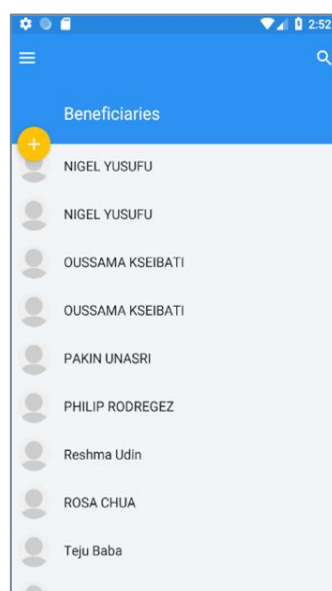 2:52
Beneficiaries
+
NIGEL YUSUFU
NIGEL YUSUFU
OUSSAMA KSEIBATI
OUSSAMA KSEIBATI
PAKIN UNASRI
PHILIP RODREGEZ
Reshma Udin
ROSA CHUA
Teju Baba